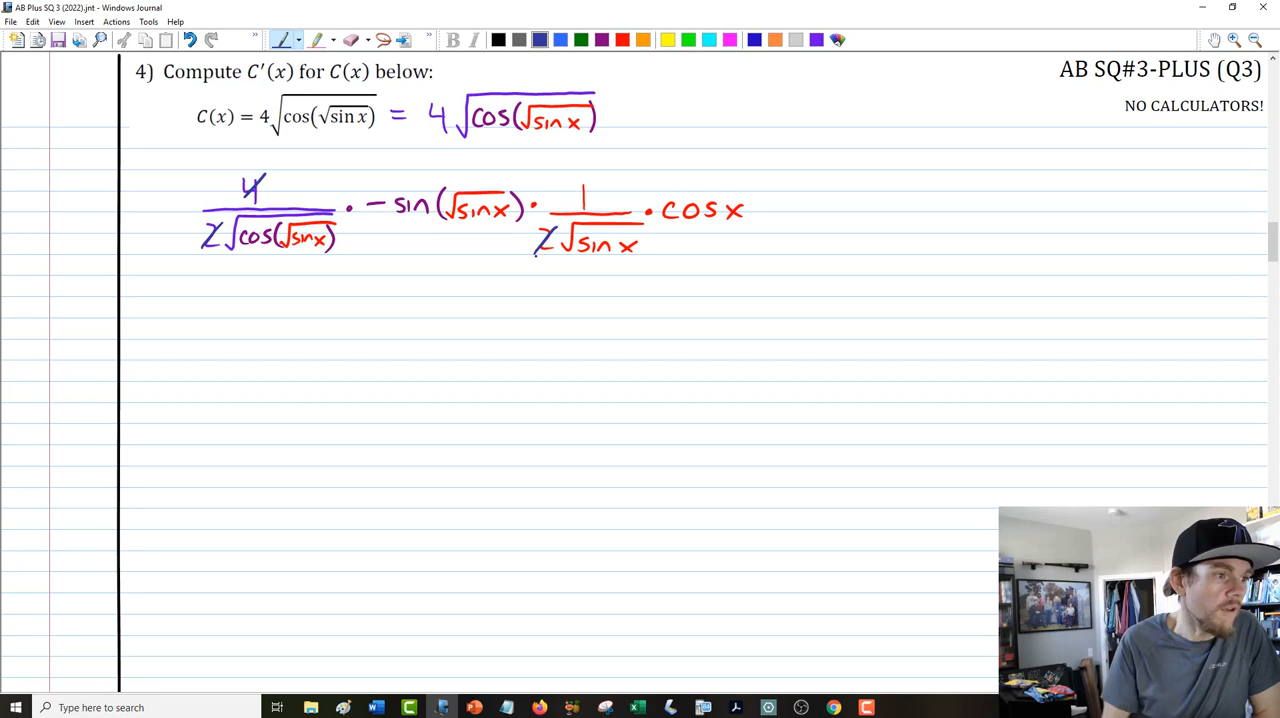 AB Plus SQ 3 (2022).jnt - Windows Journal
File Edit View Insert Actions Tools Help
B I
4) Compute C′(x) for C(x) below:
AB SQ#3-PLUS (Q3)
NO CALCULATORS!
C(x) = 4√cos(√sin x) = 4√cos(√sin x)
4/(2√cos(√sin x)) • −sin(√sin x) • 1/(2√sin x) • cos x
Type here to search